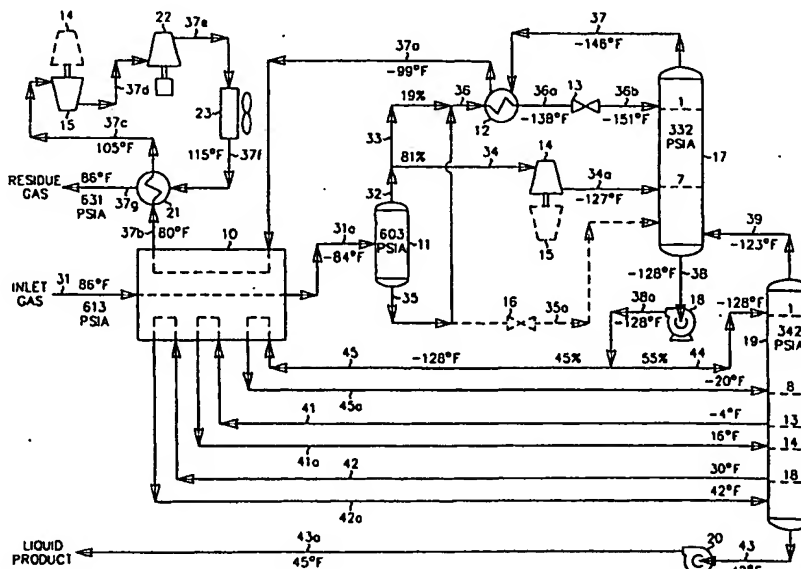 14
22
37e
37d
15
37c
105°F
23
115°F
37f
RESIDUE GAS
86°F
631 PSIA
37g
21
37b
80°F
10
INLET GAS
31
86°F
613 PSIA
31a
-84°F
37a
-99°F
37
-146°F
19%
36
12
36a
-138°F
13
36b
-151°F
33
81%
34
14
34a
-127°F
15
32
603 PSIA
11
35
16
35a
1
332 PSIA
7
17
39
-123°F
-128°F
38
38a
-128°F
18
-128°F
1
19
342 PSIA
45
-128°F
45%
55%
44
45a
-20°F
8
41
-4°F
13
41a
16°F
14
42
30°F
18
42a
42°F
LIQUID PRODUCT
43a
45°F
20
43